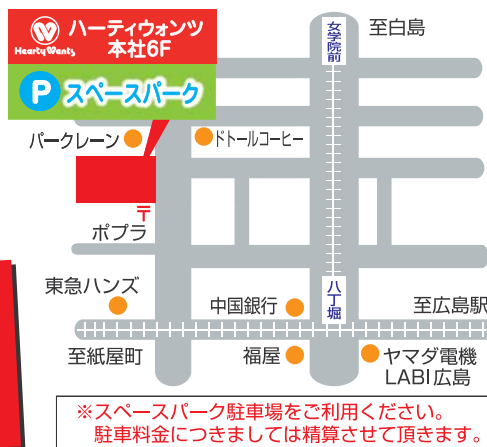 ハーティウォンツ
本社6F
Hearty Wants
P スペースパーク
女学院前
至白島
パークレーン
ドトールコーヒー
〒
ポプラ
東急ハンズ
中国銀行
八丁堀
至広島駅
至紙屋町
福屋
ヤマダ電機
LABI広島
※スペースパーク駐車場をご利用ください。
駐車料金につきましては精算させて頂きます。